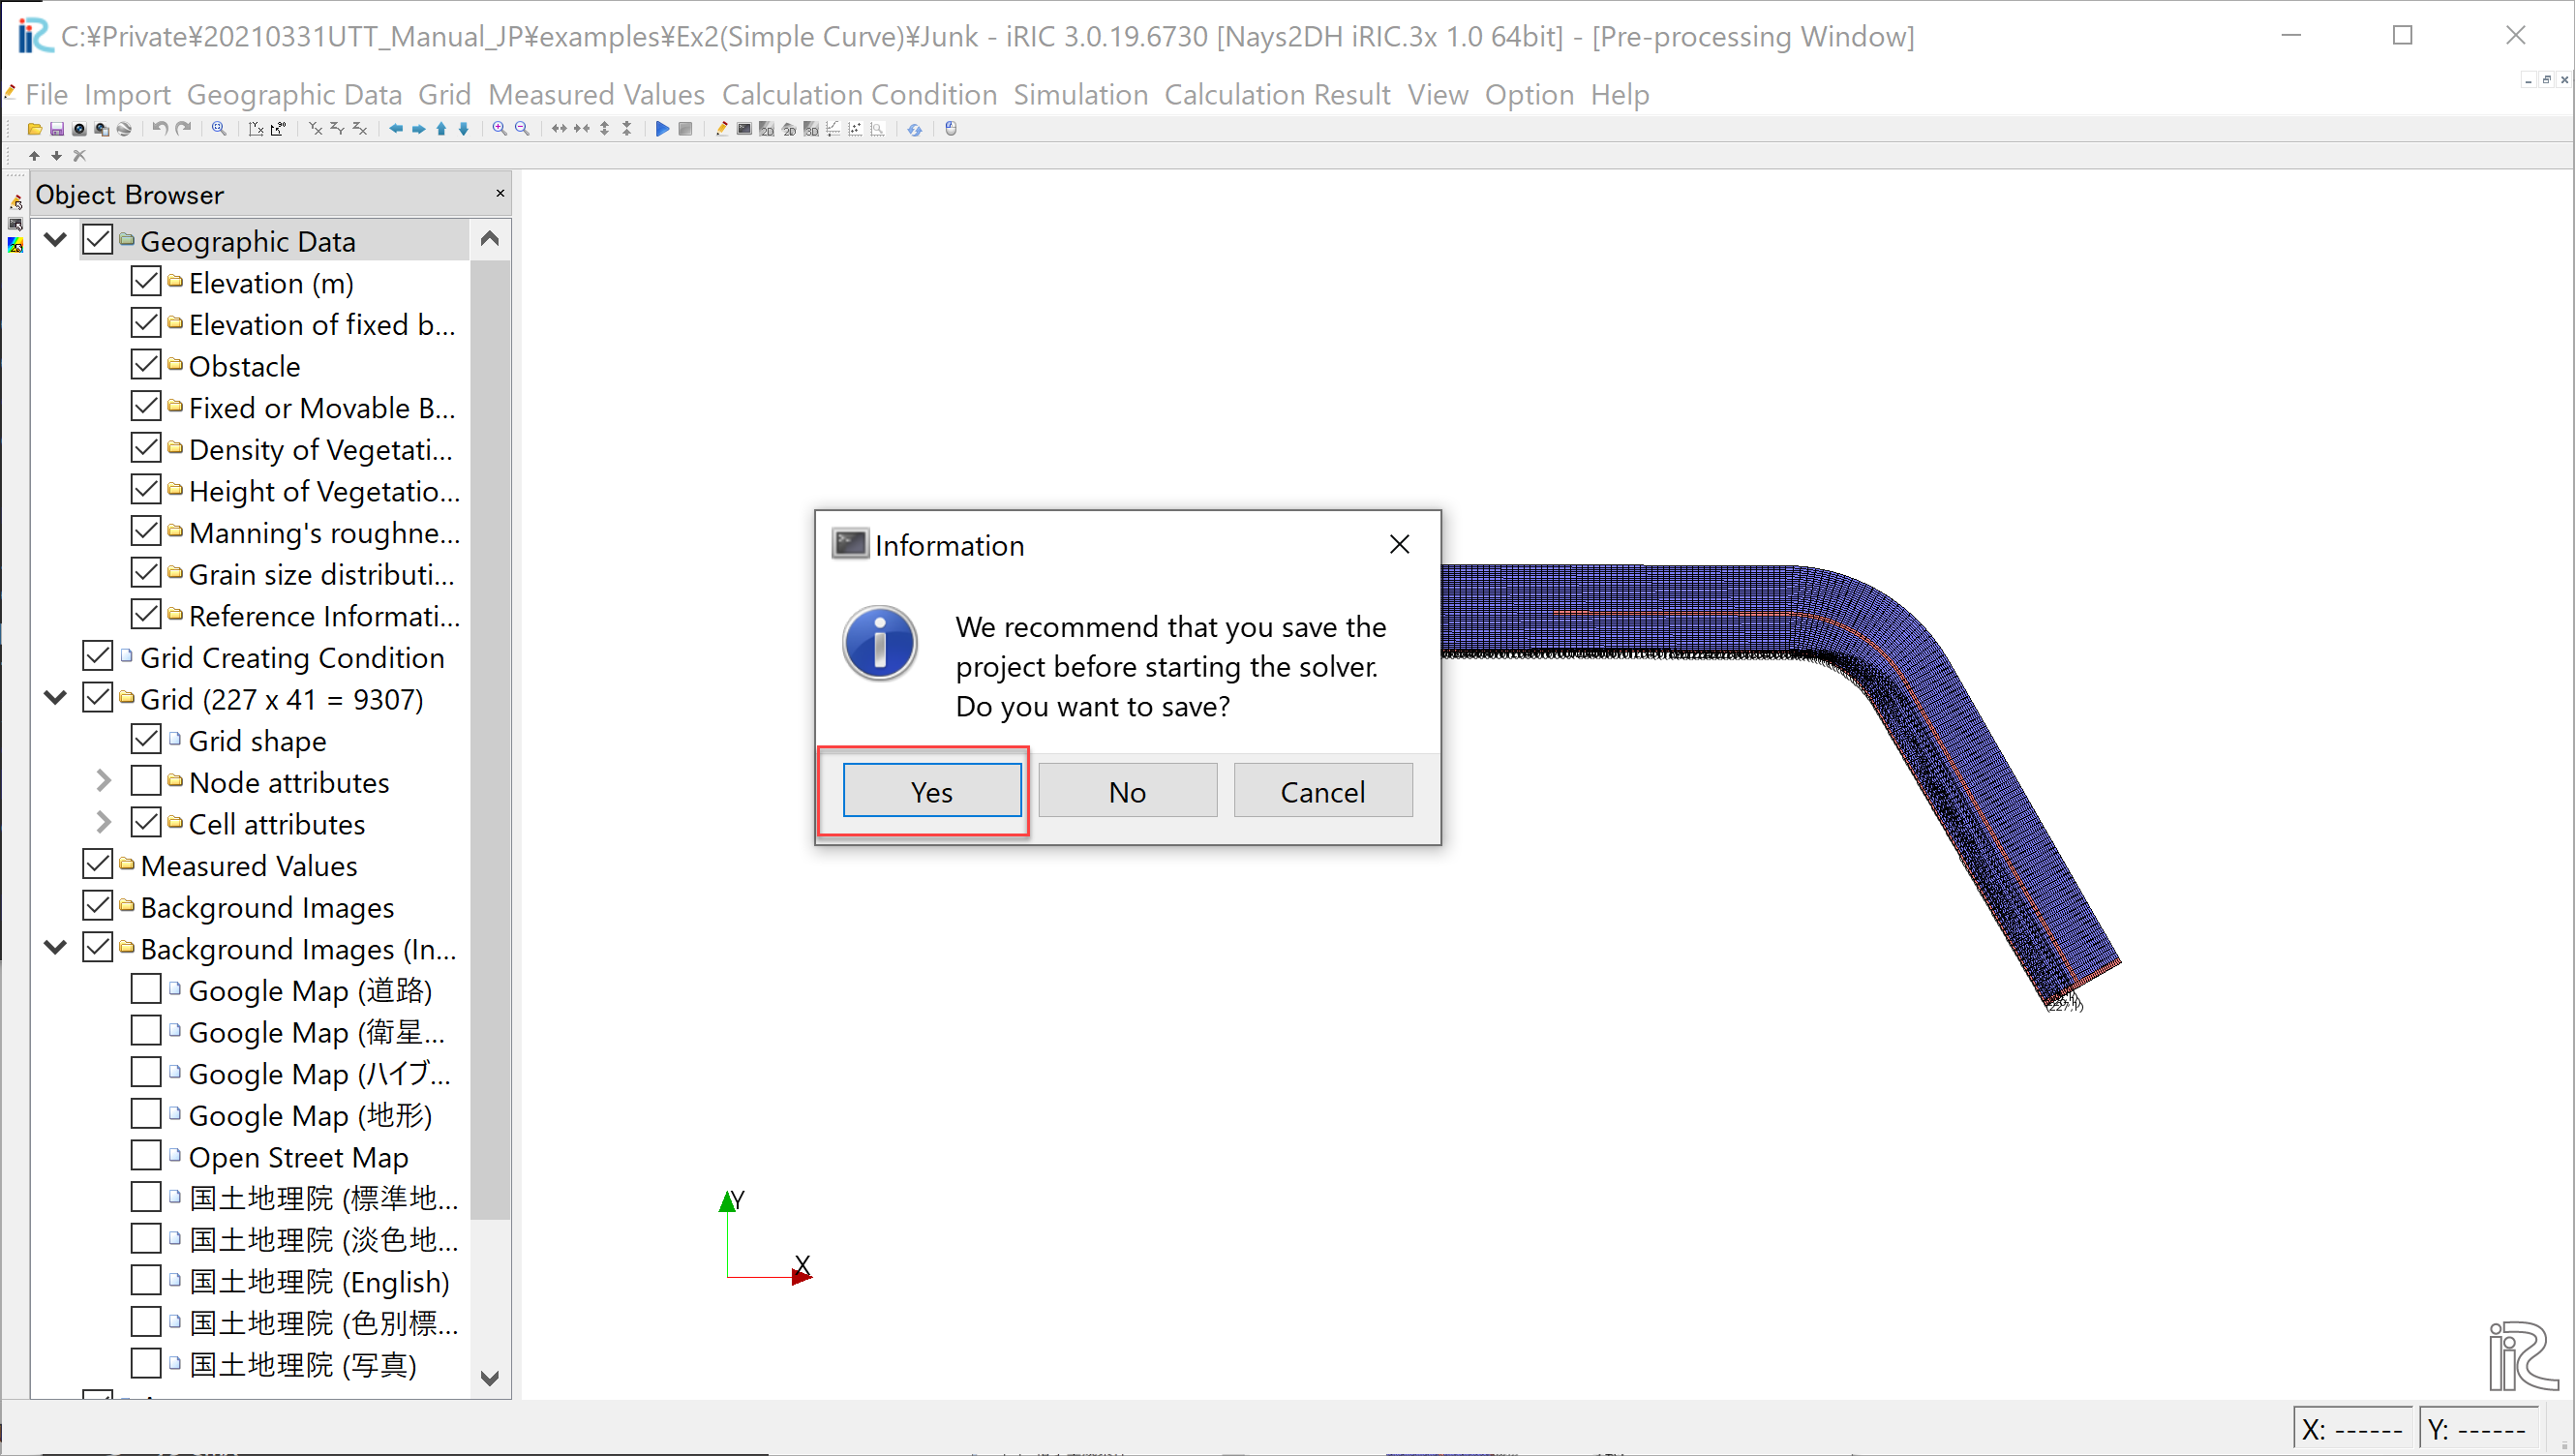 C:¥Private¥20210331UTT_Manual_JP¥examples¥Ex2(Simple Curve)¥Junk - iRIC 3.0.19.6730 [Nays2DH iRIC.3x 1.0 64bit] - [Pre-processing Window]
File Import Geographic Data Grid Measured Values Calculation Condition Simulation Calculation Result View Option Help
Object Browser
Geographic Data
Elevation (m)
Elevation of fixed b...
Obstacle
Fixed or Movable B...
Density of Vegetati...
Height of Vegetatio...
Manning's roughne...
Grain size distributi...
Reference Informati...
Grid Creating Condition
Grid (227 x 41 = 9307)
Grid shape
Node attributes
Cell attributes
Measured Values
Background Images
Background Images (In...
Google Map (道路)
Google Map (衛星...
Google Map (ハイブ...
Google Map (地形)
Open Street Map
国土地理院 (標準地...
国土地理院 (淡色地...
国土地理院 (English)
国土地理院 (色別標...
国土地理院 (写真)
Information
We recommend that you save the
project before starting the solver.
Do you want to save?
Yes No Cancel
Y
X
iRIC
X: ------ Y: ------